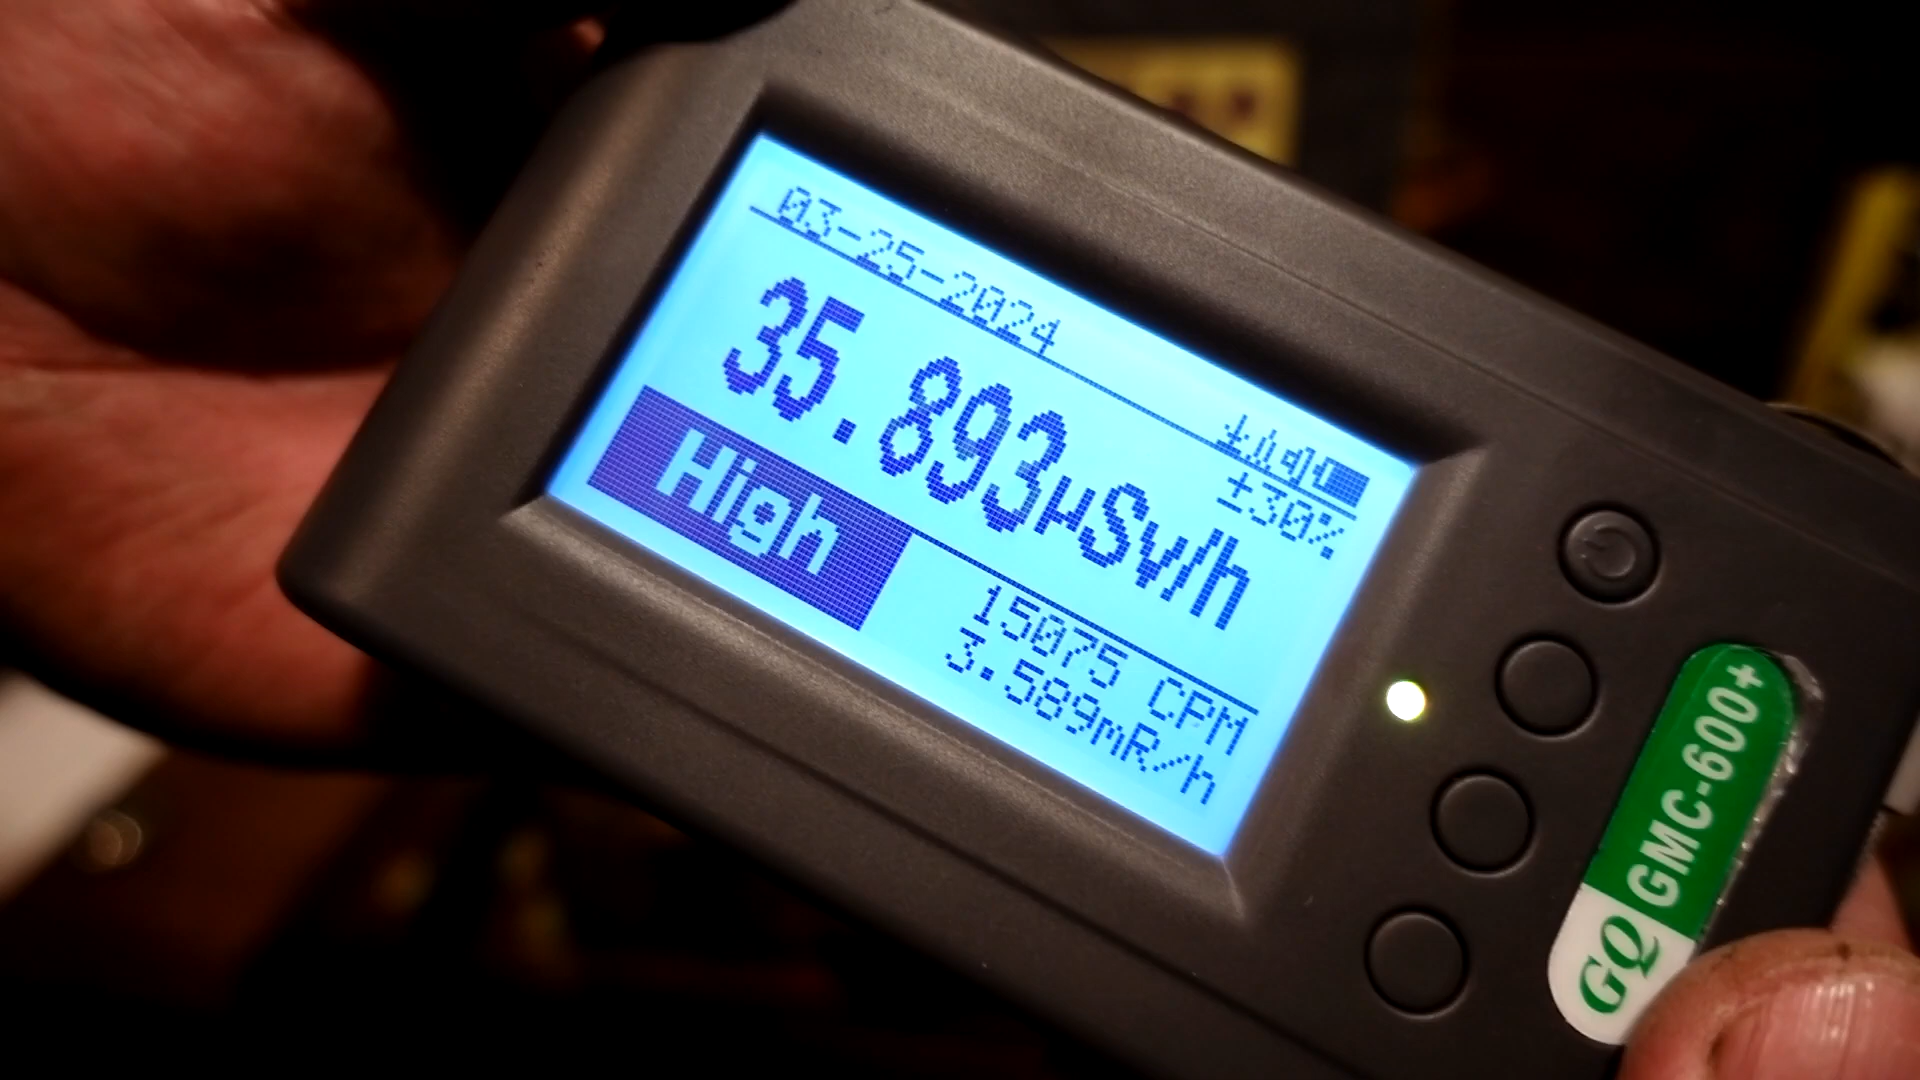 03-25-2024
±30%
35.893µSv/h
High
15075 CPM
3.589mR/h
GQ GMC-600+